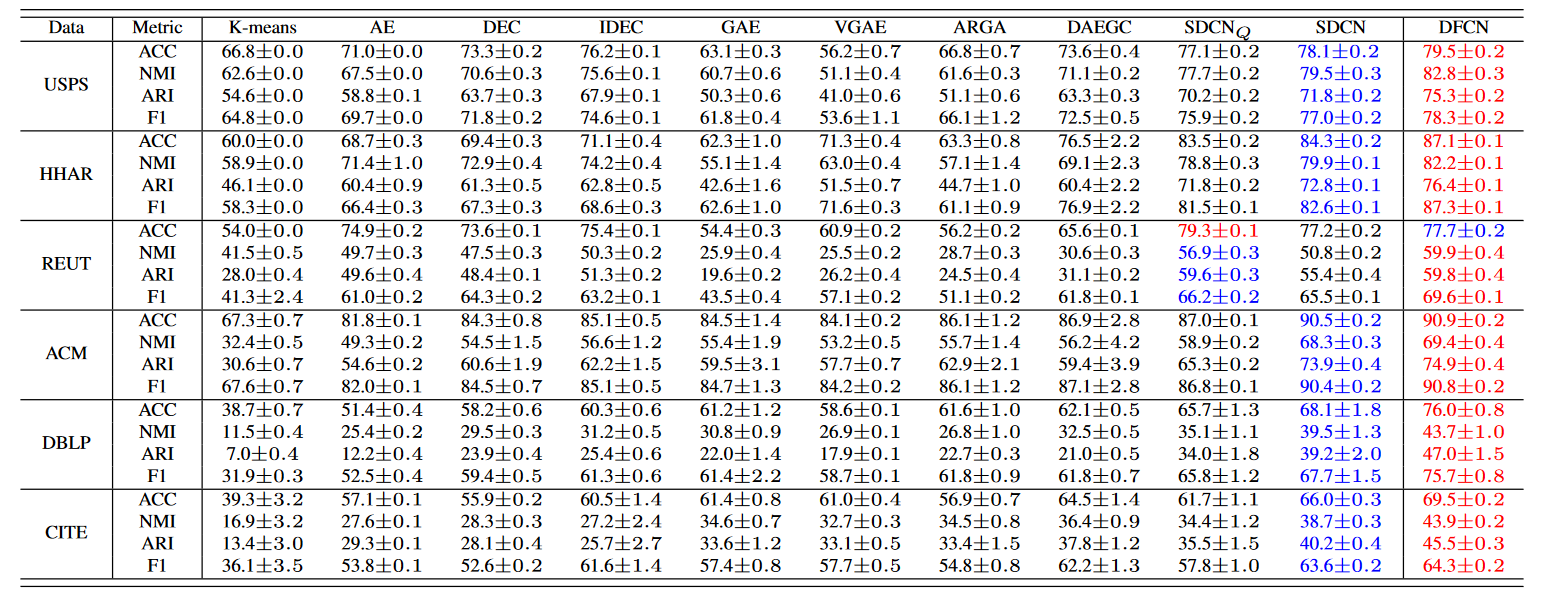 Data Metric K-means AE DEC IDEC GAE VGAE ARGA DAEGC SDCN_Q SDCN DFCN
USPS ACC 66.8±0.0 71.0±0.0 73.3±0.2 76.2±0.1 63.1±0.3 56.2±0.7 66.8±0.7 73.6±0.4 77.1±0.2 78.1±0.2 79.5±0.2
NMI 62.6±0.0 67.5±0.0 70.6±0.3 75.6±0.1 60.7±0.6 51.1±0.4 61.6±0.3 71.1±0.2 77.7±0.2 79.5±0.3 82.8±0.3
ARI 54.6±0.0 58.8±0.1 63.7±0.3 67.9±0.1 50.3±0.6 41.0±0.6 51.1±0.6 63.3±0.3 70.2±0.2 71.8±0.2 75.3±0.2
F1 64.8±0.0 69.7±0.0 71.8±0.2 74.6±0.1 61.8±0.4 53.6±1.1 66.1±1.2 72.5±0.5 75.9±0.2 77.0±0.2 78.3±0.2
HHAR ACC 60.0±0.0 68.7±0.3 69.4±0.3 71.1±0.4 62.3±1.0 71.3±0.4 63.3±0.8 76.5±2.2 83.5±0.2 84.3±0.2 87.1±0.1
NMI 58.9±0.0 71.4±1.0 72.9±0.4 74.2±0.4 55.1±1.4 63.0±0.4 57.1±1.4 69.1±2.3 78.8±0.3 79.9±0.1 82.2±0.1
ARI 46.1±0.0 60.4±0.9 61.3±0.5 62.8±0.5 42.6±1.6 51.5±0.7 44.7±1.0 60.4±2.2 71.8±0.2 72.8±0.1 76.4±0.1
F1 58.3±0.0 66.4±0.3 67.3±0.3 68.6±0.3 62.6±1.0 71.6±0.3 61.1±0.9 76.9±2.2 81.5±0.1 82.6±0.1 87.3±0.1
REUT ACC 54.0±0.0 74.9±0.2 73.6±0.1 75.4±0.1 54.4±0.3 60.9±0.2 56.2±0.2 65.6±0.1 79.3±0.1 77.2±0.2 77.7±0.2
NMI 41.5±0.5 49.7±0.3 47.5±0.3 50.3±0.2 25.9±0.4 25.5±0.2 28.7±0.3 30.6±0.3 56.9±0.3 50.8±0.2 59.9±0.4
ARI 28.0±0.4 49.6±0.4 48.4±0.1 51.3±0.2 19.6±0.2 26.2±0.4 24.5±0.4 31.1±0.2 59.6±0.3 55.4±0.4 59.8±0.4
F1 41.3±2.4 61.0±0.2 64.3±0.2 63.2±0.1 43.5±0.4 57.1±0.2 51.1±0.2 61.8±0.1 66.2±0.2 65.5±0.1 69.6±0.1
ACM ACC 67.3±0.7 81.8±0.1 84.3±0.8 85.1±0.5 84.5±1.4 84.1±0.2 86.1±1.2 86.9±2.8 87.0±0.1 90.5±0.2 90.9±0.2
NMI 32.4±0.5 49.3±0.2 54.5±1.5 56.6±1.2 55.4±1.9 53.2±0.5 55.7±1.4 56.2±4.2 58.9±0.2 68.3±0.3 69.4±0.4
ARI 30.6±0.7 54.6±0.2 60.6±1.9 62.2±1.5 59.5±3.1 57.7±0.7 62.9±2.1 59.4±3.9 65.3±0.2 73.9±0.4 74.9±0.4
F1 67.6±0.7 82.0±0.1 84.5±0.7 85.1±0.5 84.7±1.3 84.2±0.2 86.1±1.2 87.1±2.8 86.8±0.1 90.4±0.2 90.8±0.2
DBLP ACC 38.7±0.7 51.4±0.4 58.2±0.6 60.3±0.6 61.2±1.2 58.6±0.1 61.6±1.0 62.1±0.5 65.7±1.3 68.1±1.8 76.0±0.8
NMI 11.5±0.4 25.4±0.2 29.5±0.3 31.2±0.5 30.8±0.9 26.9±0.1 26.8±1.0 32.5±0.5 35.1±1.1 39.5±1.3 43.7±1.0
ARI 7.0±0.4 12.2±0.4 23.9±0.4 25.4±0.6 22.0±1.4 17.9±0.1 22.7±0.3 21.0±0.5 34.0±1.8 39.2±2.0 47.0±1.5
F1 31.9±0.3 52.5±0.4 59.4±0.5 61.3±0.6 61.4±2.2 58.7±0.1 61.8±0.9 61.8±0.7 65.8±1.2 67.7±1.5 75.7±0.8
CITE ACC 39.3±3.2 57.1±0.1 55.9±0.2 60.5±1.4 61.4±0.8 61.0±0.4 56.9±0.7 64.5±1.4 61.7±1.1 66.0±0.3 69.5±0.2
NMI 16.9±3.2 27.6±0.1 28.3±0.3 27.2±2.4 34.6±0.7 32.7±0.3 34.5±0.8 36.4±0.9 34.4±1.2 38.7±0.3 43.9±0.2
ARI 13.4±3.0 29.3±0.1 28.1±0.4 25.7±2.7 33.6±1.2 33.1±0.5 33.4±1.5 37.8±1.2 35.5±1.5 40.2±0.4 45.5±0.3
F1 36.1±3.5 53.8±0.1 52.6±0.2 61.6±1.4 57.4±0.8 57.7±0.5 54.8±0.8 62.2±1.3 57.8±1.0 63.6±0.2 64.3±0.2